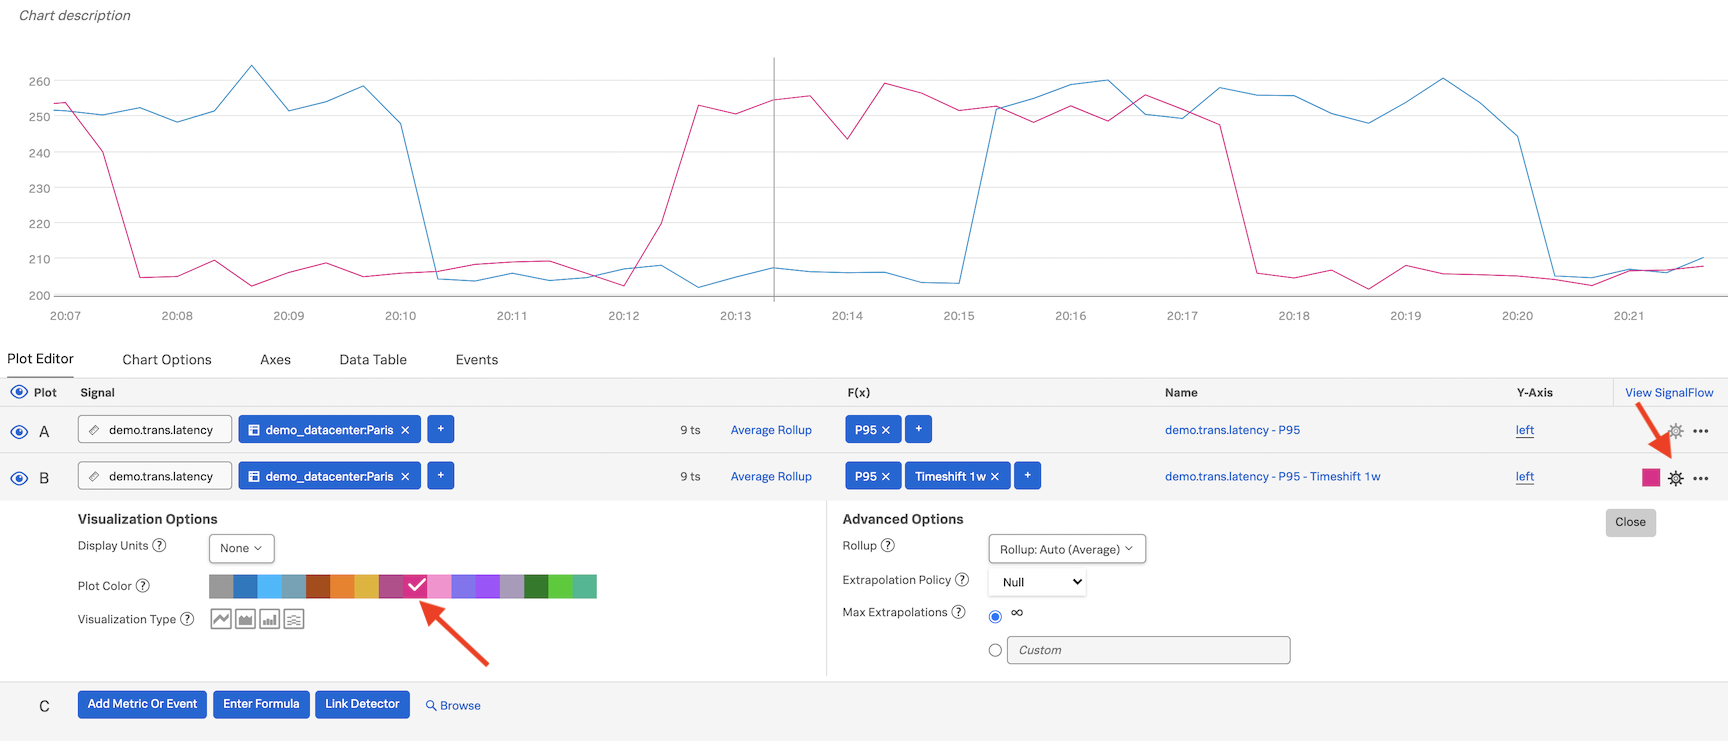 Chart description
260
250
240
230
220
210
200
20:07 20:08 20:09 20:10 20:11 20:12 20:13 20:14 20:15 20:16 20:17 20:18 20:19 20:20 20:21
Plot Editor Chart Options Axes Data Table Events
Plot Signal F(x) Name Y-Axis View SignalFlow
A demo.trans.latency demo_datacenter:Paris × + 9 ts Average Rollup P95 × + demo.trans.latency - P95 left
B demo.trans.latency demo_datacenter:Paris × + 9 ts Average Rollup P95 × Timeshift 1w × + demo.trans.latency - P95 - Timeshift 1w left
Visualization Options Advanced Options Close
Display Units ? None Rollup ? Rollup: Auto (Average)
Plot Color ? Extrapolation Policy ? Null
Visualization Type ? Max Extrapolations ? ∞
Custom
C Add Metric Or Event Enter Formula Link Detector Browse